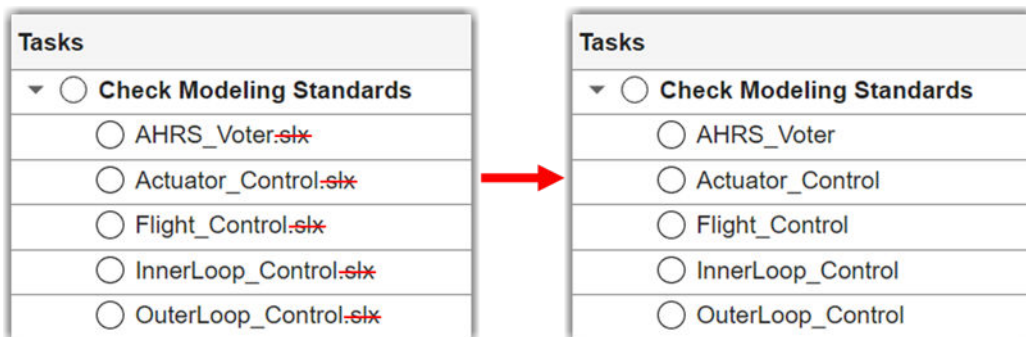 Tasks
Check Modeling Standards
AHRS_Voter.slx
Actuator_Control.slx
Flight_Control.slx
InnerLoop_Control.slx
OuterLoop_Control.slx
Tasks
Check Modeling Standards
AHRS_Voter
Actuator_Control
Flight_Control
InnerLoop_Control
OuterLoop_Control